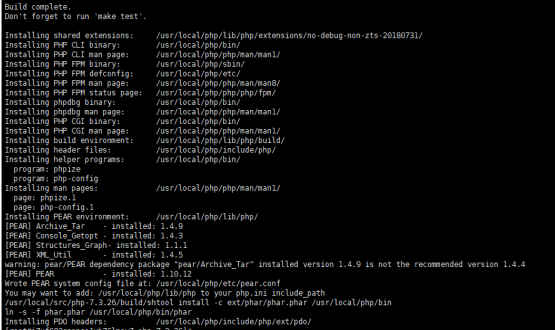 Build complete.
Don't forget to run 'make test'.
Installing shared extensions: /usr/local/php/lib/php/extensions/no-debug-non-zts-20180731/
Installing PHP CLI binary: /usr/local/php/bin/
Installing PHP CLI man page: /usr/local/php/php/man/man1/
Installing PHP FPM binary: /usr/local/php/sbin/
Installing PHP FPM defconfig: /usr/local/php/etc/
Installing PHP FPM man page: /usr/local/php/php/man/man8/
Installing PHP FPM status page: /usr/local/php/php/php/fpm/
Installing phpdbg binary: /usr/local/php/bin/
Installing phpdbg man page: /usr/local/php/php/man/man1/
Installing PHP CGI binary: /usr/local/php/bin/
Installing PHP CGI man page: /usr/local/php/php/man/man1/
Installing build environment: /usr/local/php/lib/php/build/
Installing header files: /usr/local/php/include/php/
Installing helper programs: /usr/local/php/bin/
program: phpize
program: php-config
Installing man pages: /usr/local/php/php/man/man1/
page: phpize.1
page: php-config.1
Installing PEAR environment: /usr/local/php/lib/php/
[PEAR] Archive_Tar - installed: 1.4.9
[PEAR] Console_Getopt - installed: 1.4.3
[PEAR] Structures_Graph- installed: 1.1.1
[PEAR] XML_Util - installed: 1.4.5
warning: pear/PEAR dependency package "pear/Archive_Tar" installed version 1.4.9 is not the recommended version 1.4.4
[PEAR] PEAR - installed: 1.10.12
Wrote PEAR system config file at: /usr/local/php/etc/pear.conf
You may want to add: /usr/local/php/lib/php to your php.ini include_path
/usr/local/src/php-7.3.26/build/shtool install -c ext/phar/phar.phar /usr/local/php/bin
ln -s -f phar.phar /usr/local/php/bin/phar
Installing PDO headers: /usr/local/php/include/php/ext/pdo/